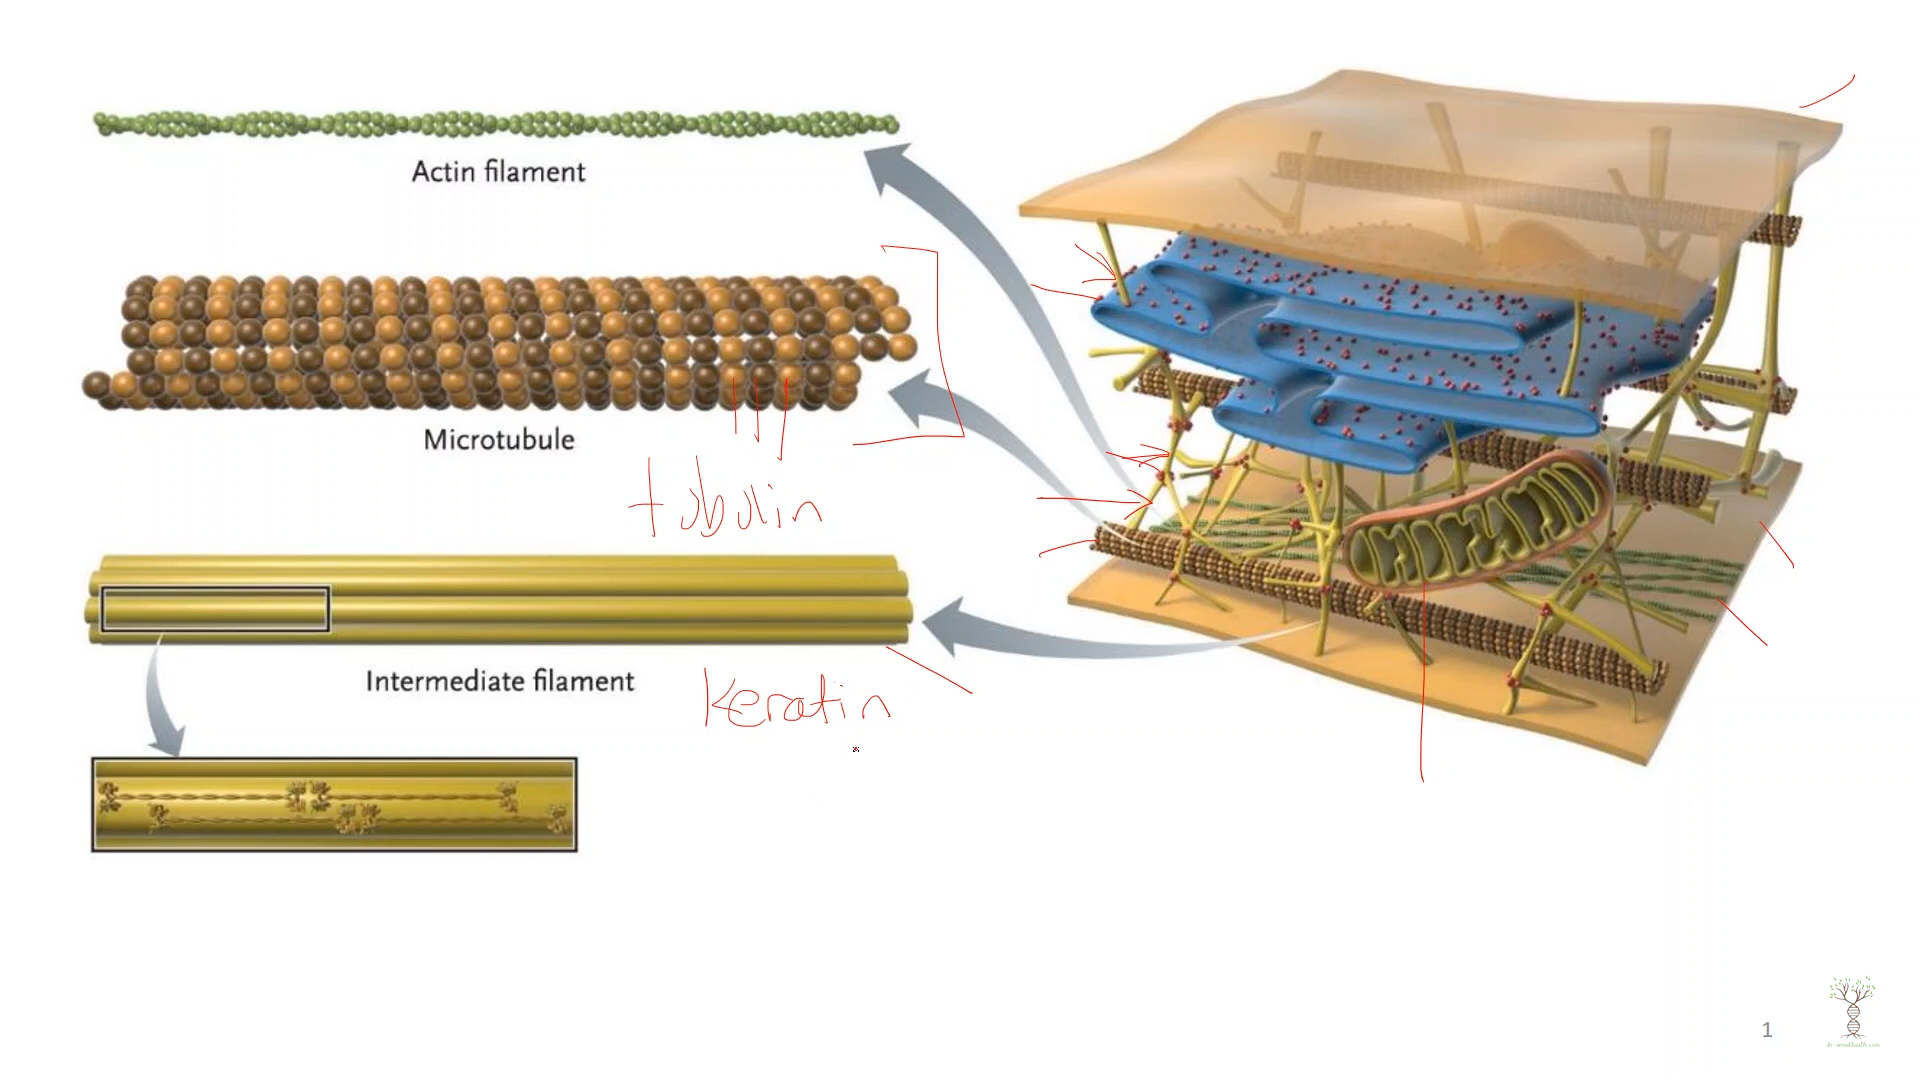 Actin filament
Microtubule
tubulin
Intermediate filament
Keratin
1